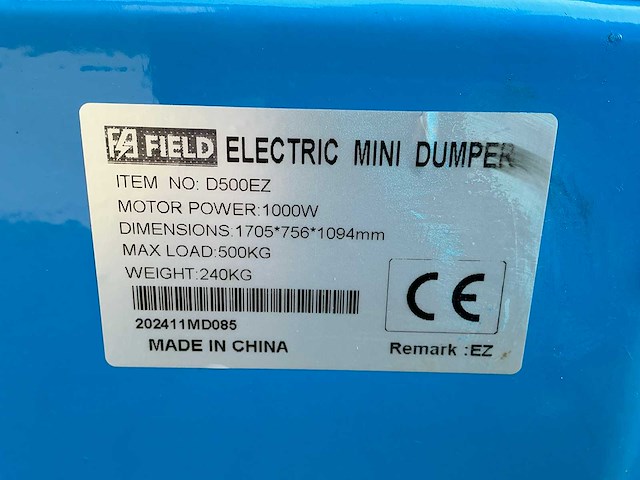 FIELD ELECTRIC MINI DUMPER
ITEM NO: D500EZ
MOTOR POWER:1000W
DIMENSIONS:1705*756*1094mm
MAX LOAD:500KG
WEIGHT:240KG
CE
202411MD085
MADE IN CHINA
Remark :EZ